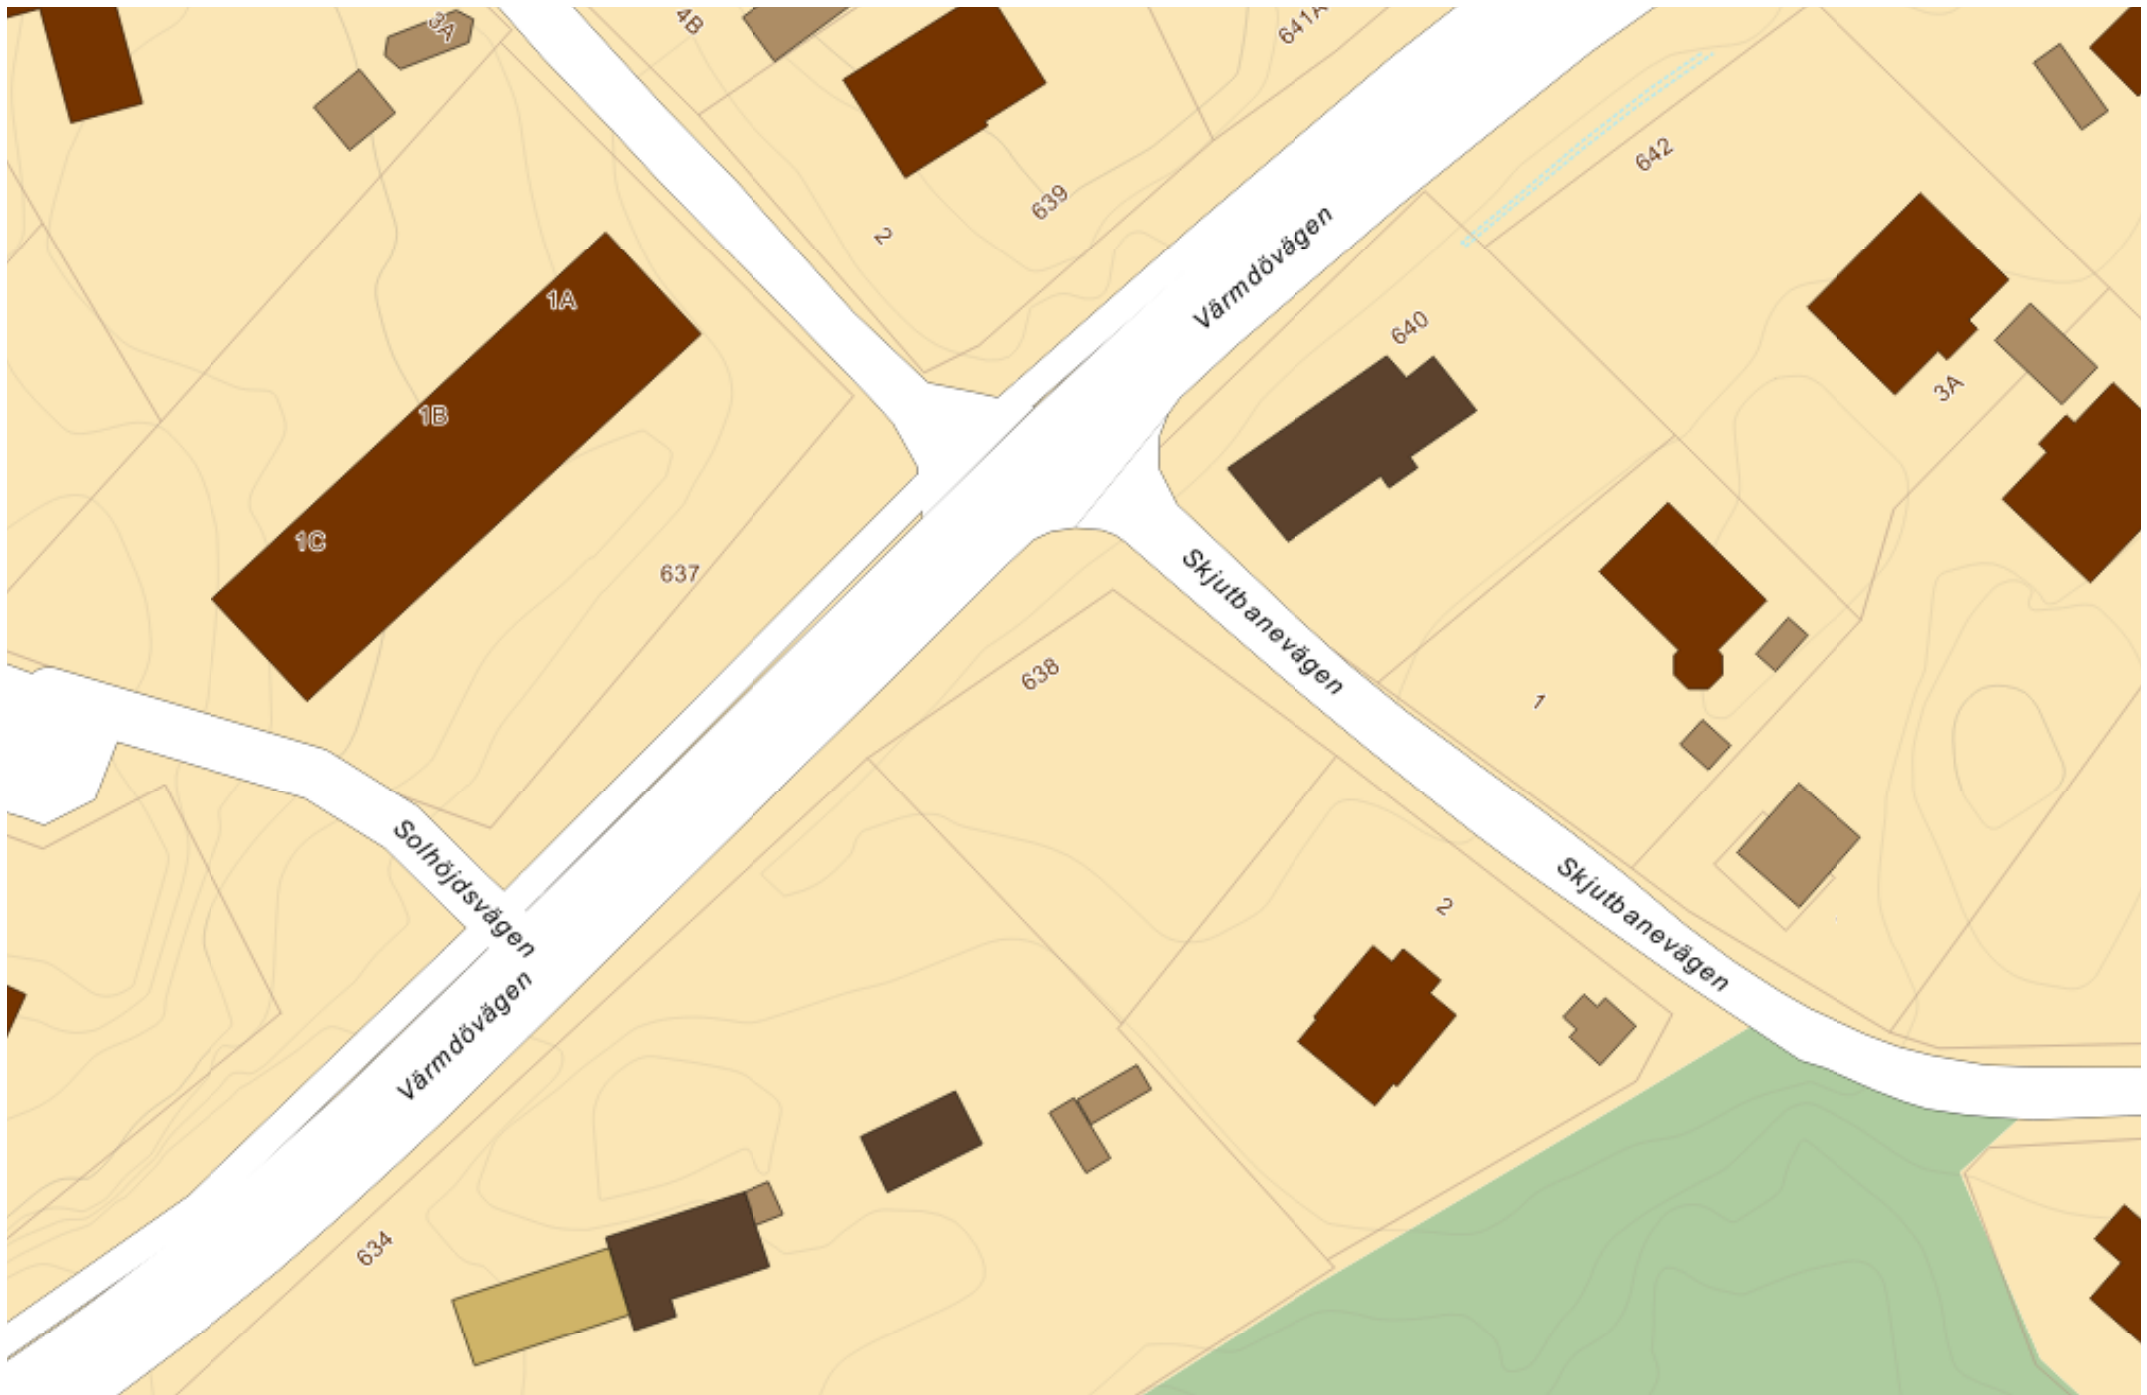 3A
4B
641A
642
639
2
Värmdövägen
1A
640
3A
1B
1C
637
Skjutbanevägen
638
1
Solhöjdsvägen
Skjutbanevägen
2
Värmdövägen
634